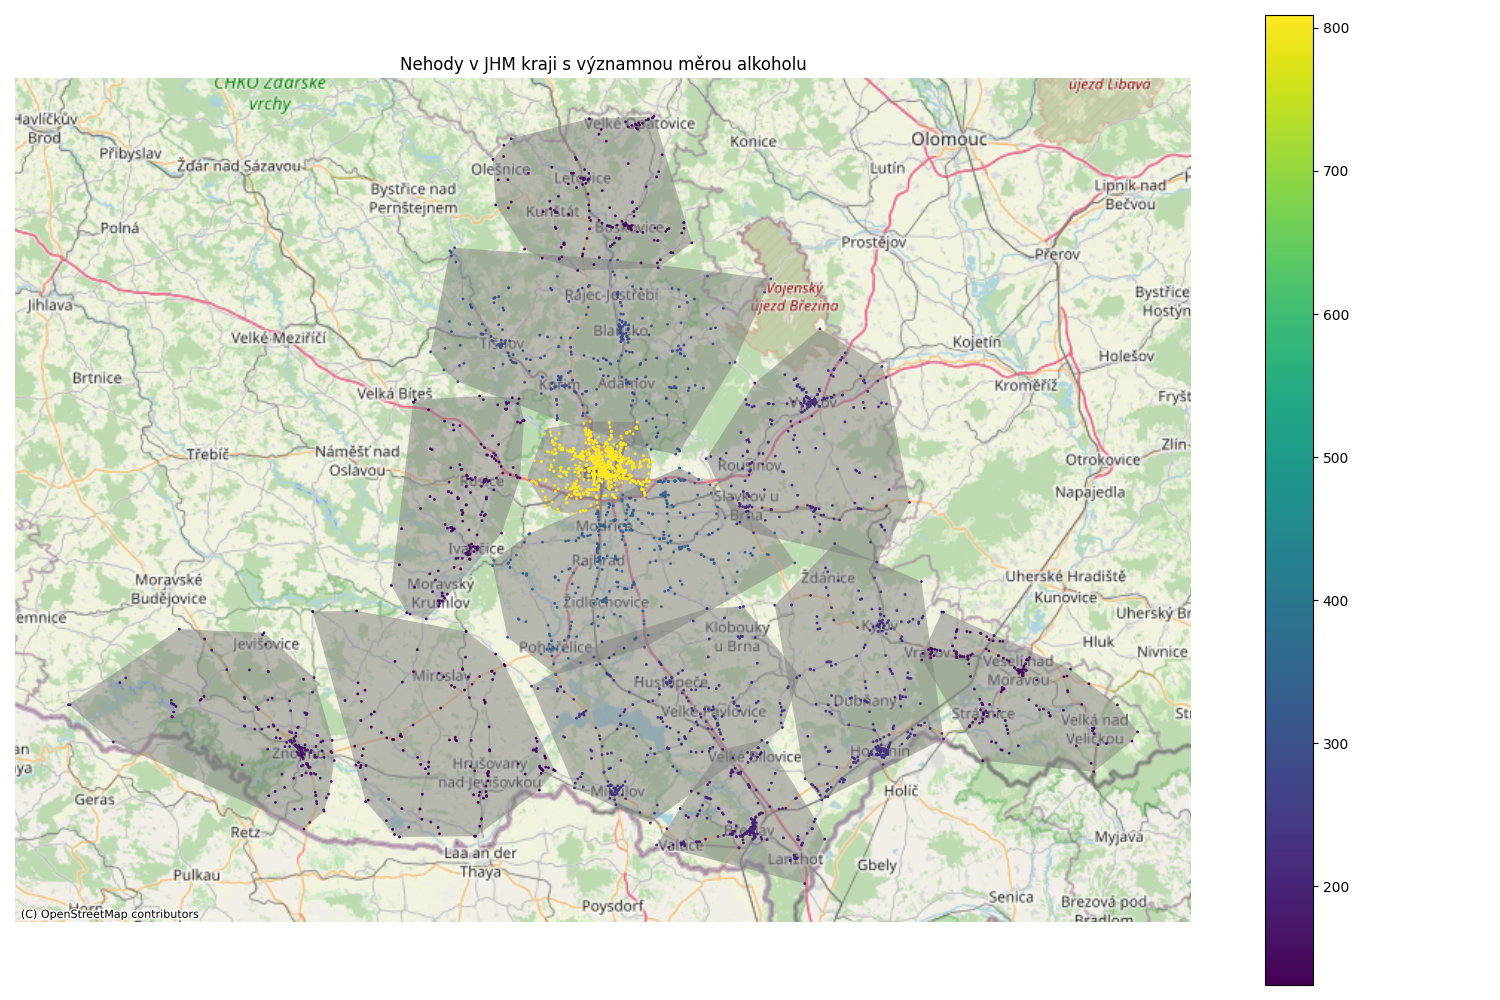 Nehody v JHM kraji s významnou měrou alkoholu
800
700
600
500
400
300
200
CHKO Žďárské
vrchy
újezd Libavá
Havlíčkův
Brod
Přibyslav
Žďár nad Sázavou
Velké Opatovice
Konice
Olomouc
Lutín
Lipník nad
Bečvou
Olešnice
Letovice
Bystřice nad
Pernštejnem
Kunštát
Boskovice
Polná
Prostějov
Přerov
Jihlava
Rájec-Jestřebí
Vojenský
újezd Březina
Bystřice
Hostyn
Velké Meziříčí
Blansko
Tišnov
Kojetín
Holešov
Brtnice
Velká Bíteš
Kuřim
Adamov
Vyškov
Kroměříž
Fryšt
Třebíč
Náměšť nad
Oslavou
Rosice
Rousínov
Zlín
Otrokovice
Slavkov u
Brna
Napajedla
Modřice
Ivančice
Rajhrad
Moravské
Budějovice
Moravský
Krumlov
Židlochovice
Ždánice
Uherské Hradiště
Kunovice
Uherský Br
emnice
Jevišovice
Pohořelice
Klobouky
u Brna
Kyjov
Hluk
Nivnice
Vracov
Veselí nad
Moravou
Miroslav
Hustopeče
Dubňany
Velké Pavlovice
Strážnice
Velká nad
Veličkou
Znojmo
Velké Bílovice
Hodonín
Hrušovany
nad Jevišovkou
Mikulov
Holíč
Geras
Retz
Břeclav
Valtice
Lanžhot
Gbely
Myjava
Laa an der
Thaya
Pulkau
Poysdorf
Senica
Brezová pod
Bradlom
Horn
(C) OpenStreetMap contributors